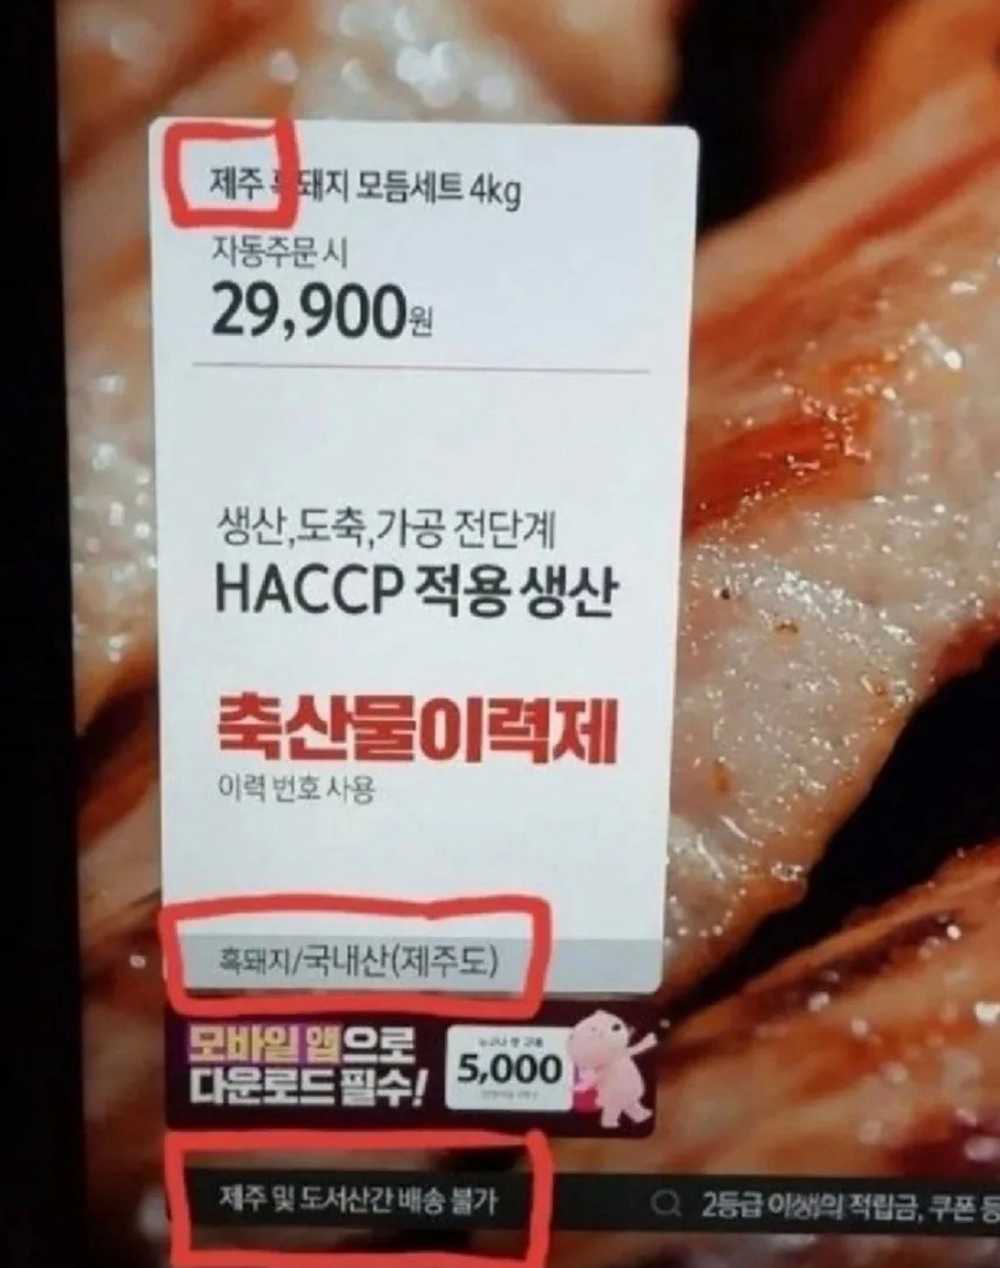 제주 흑돼지 모듬세트 4kg
자동주문 시
29,900원
생산,도축,가공 전단계
HACCP 적용 생산
축산물이력제
이력 번호 사용
흑돼지/국내산(제주도)
모바일 앱으로
다운로드 필수!
5,000
제주 및 도서산간 배송 불가
2등급 이상의 적립금, 쿠폰 등